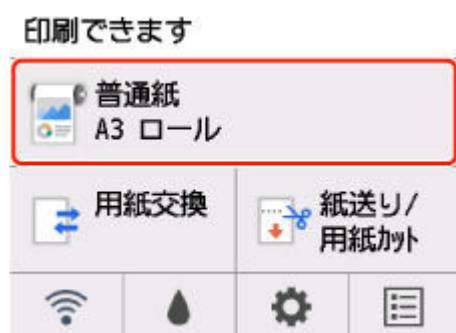 印刷できます
普通紙
A3 ロール
用紙交換
紙送り/
用紙カット